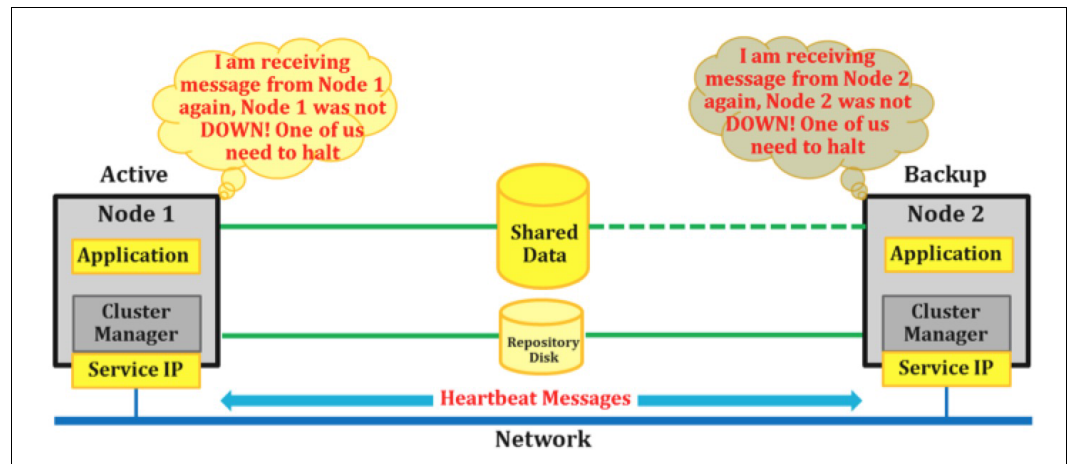 I am receiving
message from Node 1
again, Node 1 was not
DOWN! One of us
need to halt
I am receiving
message from Node 2
again, Node 2 was not
DOWN! One of us
need to halt
Active
Backup
Node 1
Application
Cluster
Manager
Service IP
Shared
Data
Repository
Disk
Node 2
Application
Cluster
Manager
Service IP
Heartbeat Messages
Network